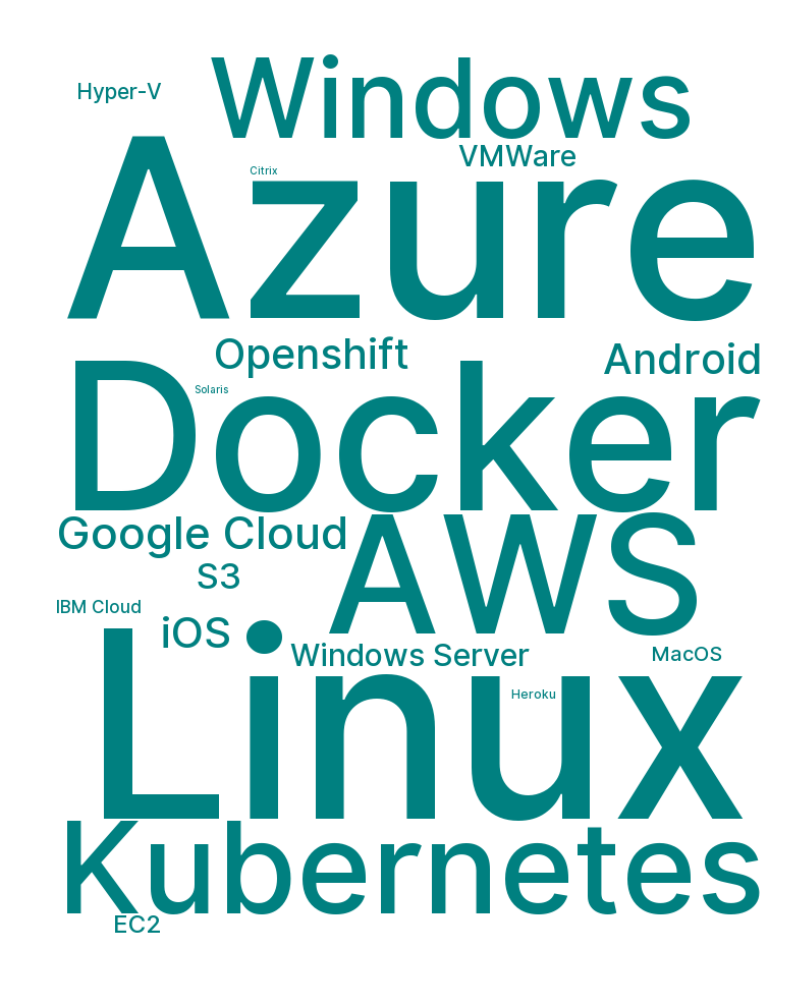 Windows
Hyper-V
VMWare
Citrix
Azure
Openshift
Android
Solaris
Docker
Google Cloud
AWS
S3
IBM Cloud
iOS
Windows Server
MacOS
Heroku
Linux
Kubernetes
EC2